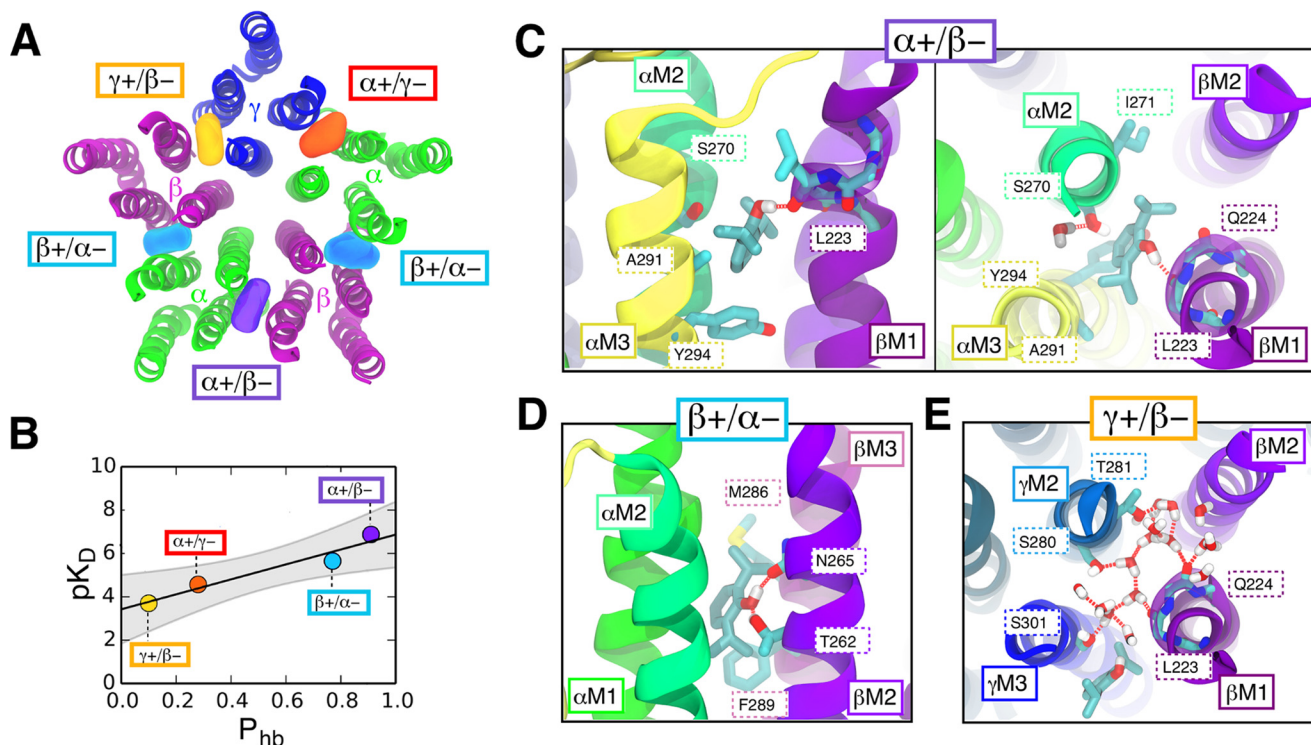 A
γ+/β−
α+/γ−
γ
α
β
β+/α−
β+/α−
α
β
α+/β−
B
10
8
6
4
2
0
pK_D
α+/β−
α+/γ−
β+/α−
γ+/β−
0.0 0.2 0.4 0.6 0.8 1.0
P_hb
C
α+/β−
αM2
S270
A291
L223
αM3
Y294
βM1
βM2
αM2
I271
S270
Q224
Y294
L223
αM3
A291
βM1
D
β+/α−
βM3
M286
αM2
N265
T262
αM1
F289
βM2
E
γ+/β−
βM2
T281
γM2
S280
Q224
S301
L223
γM3
βM1